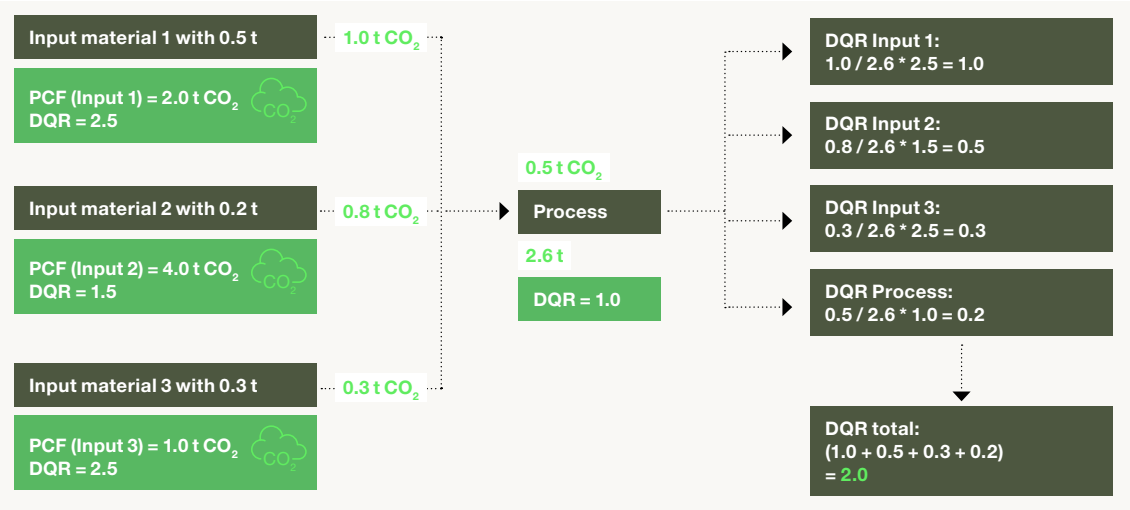 Input material 1 with 0.5 t
PCF (Input 1) = 2.0 t CO₂
DQR = 2.5
CO₂
1.0 t CO₂
Input material 2 with 0.2 t
PCF (Input 2) = 4.0 t CO₂
DQR = 1.5
CO₂
0.8 t CO₂
Input material 3 with 0.3 t
PCF (Input 3) = 1.0 t CO₂
DQR = 2.5
CO₂
0.3 t CO₂
0.5 t CO₂
Process
2.6 t
DQR = 1.0
DQR Input 1:
1.0 / 2.6 * 2.5 = 1.0
DQR Input 2:
0.8 / 2.6 * 1.5 = 0.5
DQR Input 3:
0.3 / 2.6 * 2.5 = 0.3
DQR Process:
0.5 / 2.6 * 1.0 = 0.2
DQR total:
(1.0 + 0.5 + 0.3 + 0.2)
= 2.0